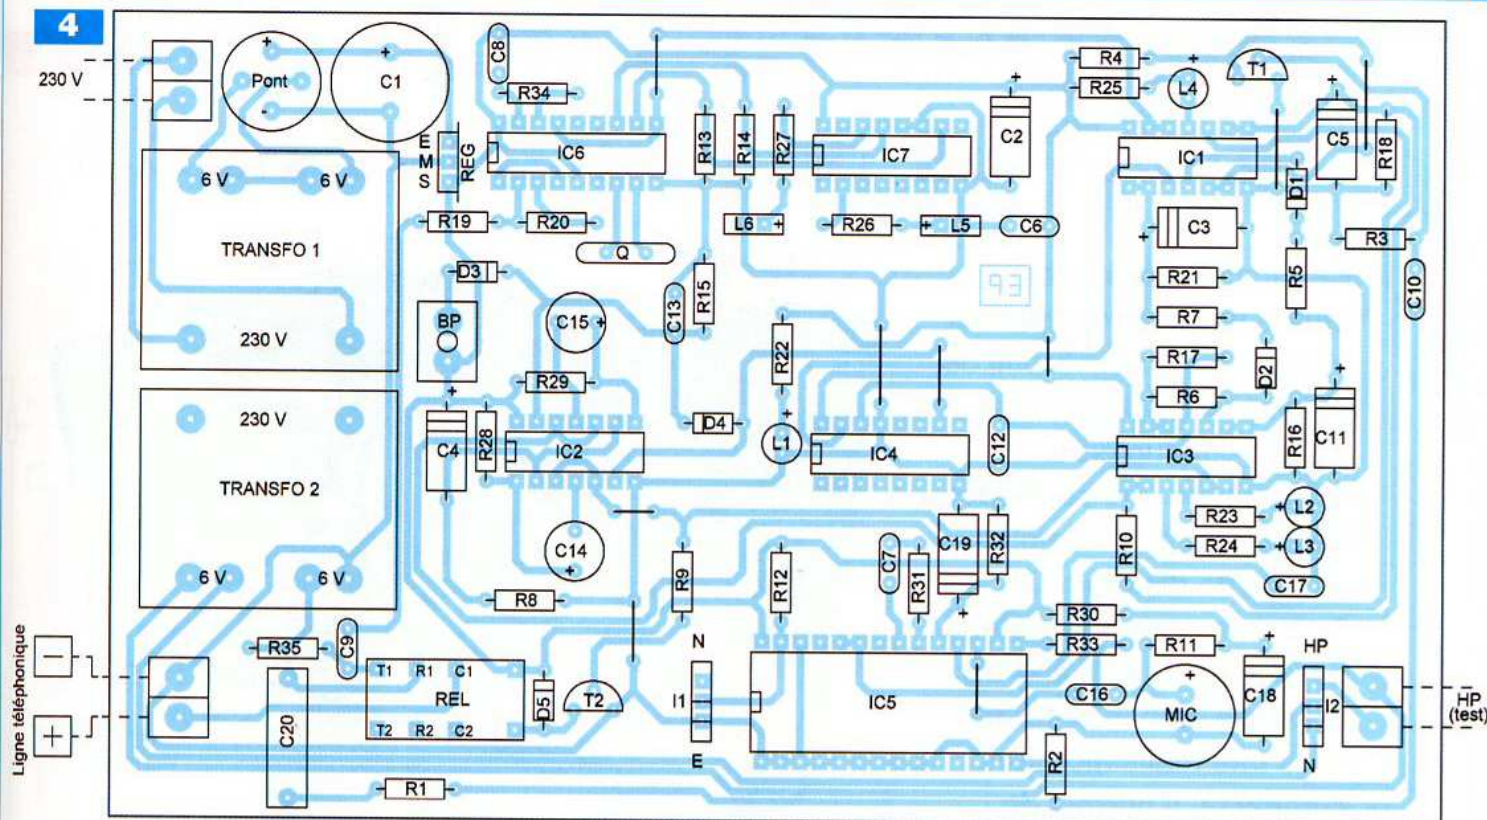 4
230 V
+
Pont
-
+
C1
C8
R34
E
M
S
REG
IC6
R13
R14
R27
IC7
+
C2
R4
R25
+
L4
T1
+
C5
R18
IC1
D1
6 V
6 V
TRANSFO 1
230 V
R19
R20
Q
L6
+
R26
+
L5
C6
+
C3
R3
R21
R5
C10
D3
BP
C15
+
C13
R15
EP
R7
R22
R17
D2
R6
+
C11
R29
230 V
+
C4
R28
IC2
D4
+
L1
IC4
C12
IC3
R16
TRANSFO 2
6 V
6 V
C14
+
R8
R9
R12
C7
R31
C19
+
R32
R10
R23
+
L2
R24
+
L3
C17
R30
R33
R11
Ligne téléphonique
-
+
R35
C9
T1
R1
C1
REL
T2
R2
C2
D5
T2
N
I1
E
IC5
C16
+
MIC
+
C18
HP
I2
N
HP
(test)
C20
R1
R2